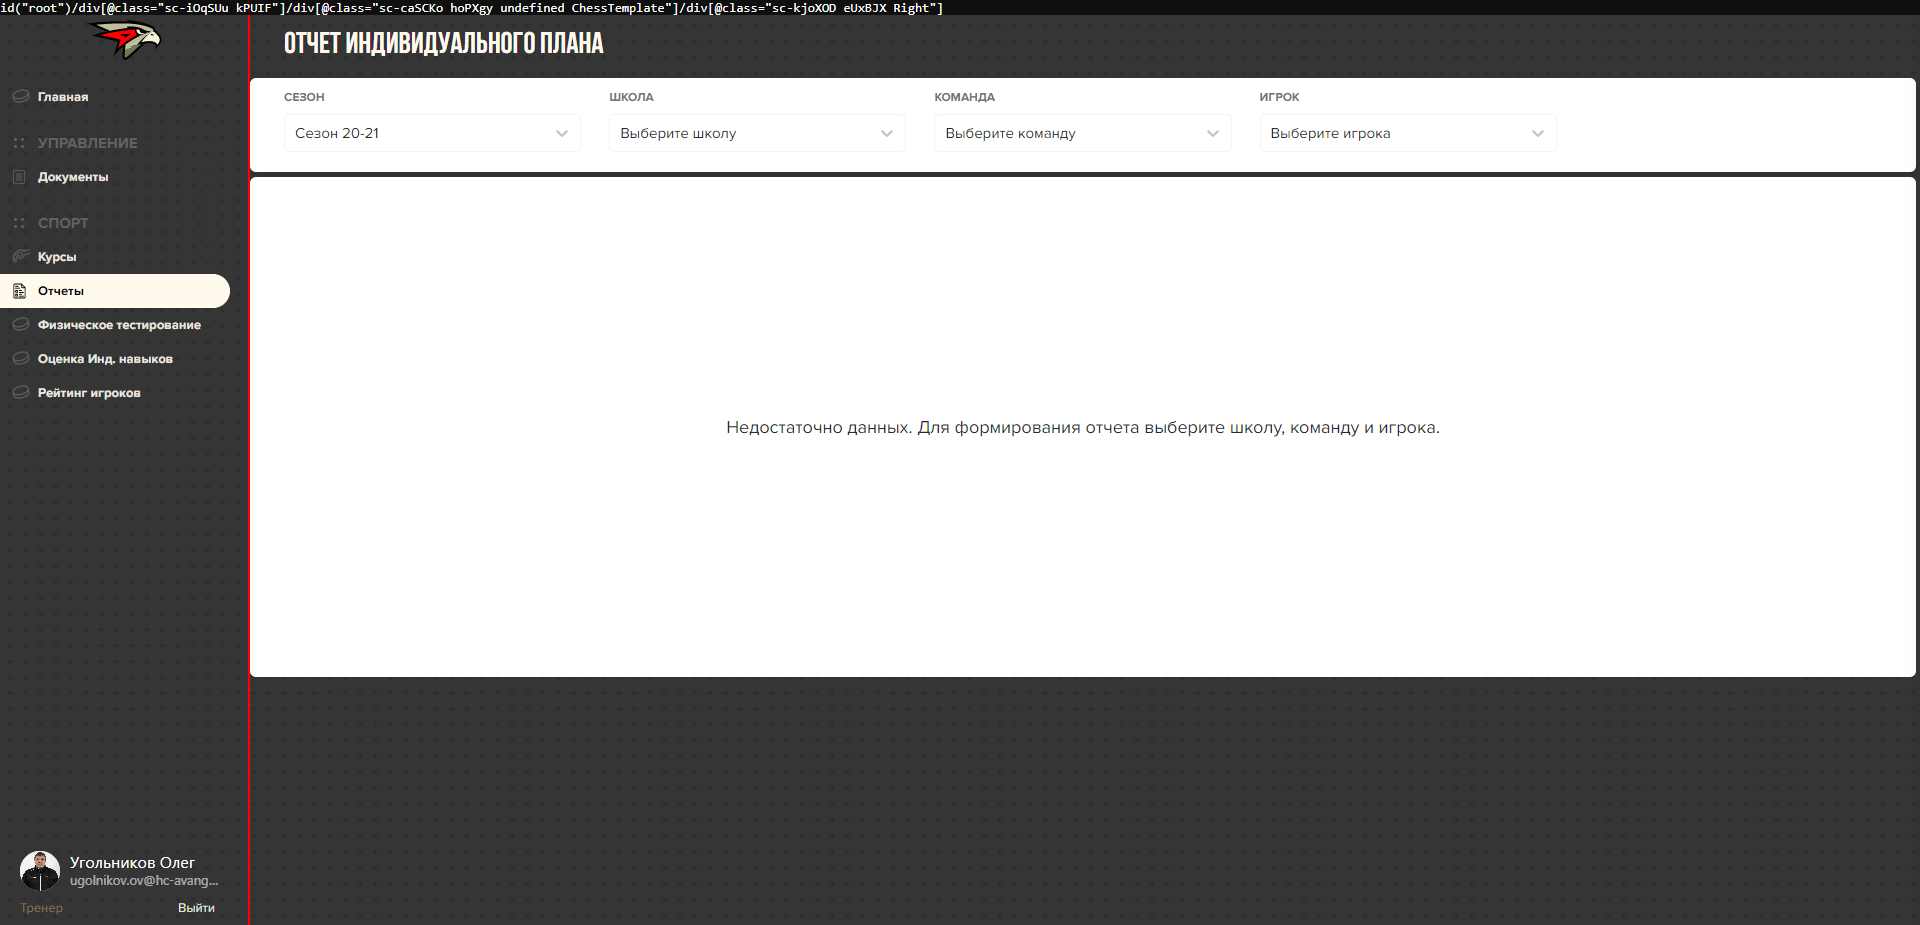 id("root")/div[@class="sc-iOqSUu kPUIF"]/div[@class="sc-caSCKo hoPXgy undefined ChessTemplate"]/div[@class="sc-kjoXOD eUxBJX Right"]
ОТЧЕТ ИНДИВИДУАЛЬНОГО ПЛАНА
Главная
УПРАВЛЕНИЕ
Документы
СПОРТ
Курсы
Отчеты
Физическое тестирование
Оценка Инд. навыков
Рейтинг игроков
СЕЗОН
Сезон 20-21
ШКОЛА
Выберите школу
КОМАНДА
Выберите команду
ИГРОК
Выберите игрока
Недостаточно данных. Для формирования отчета выберите школу, команду и игрока.
Угольников Олег
ugolnikov.ov@hc-avang...
Тренер
Выйти